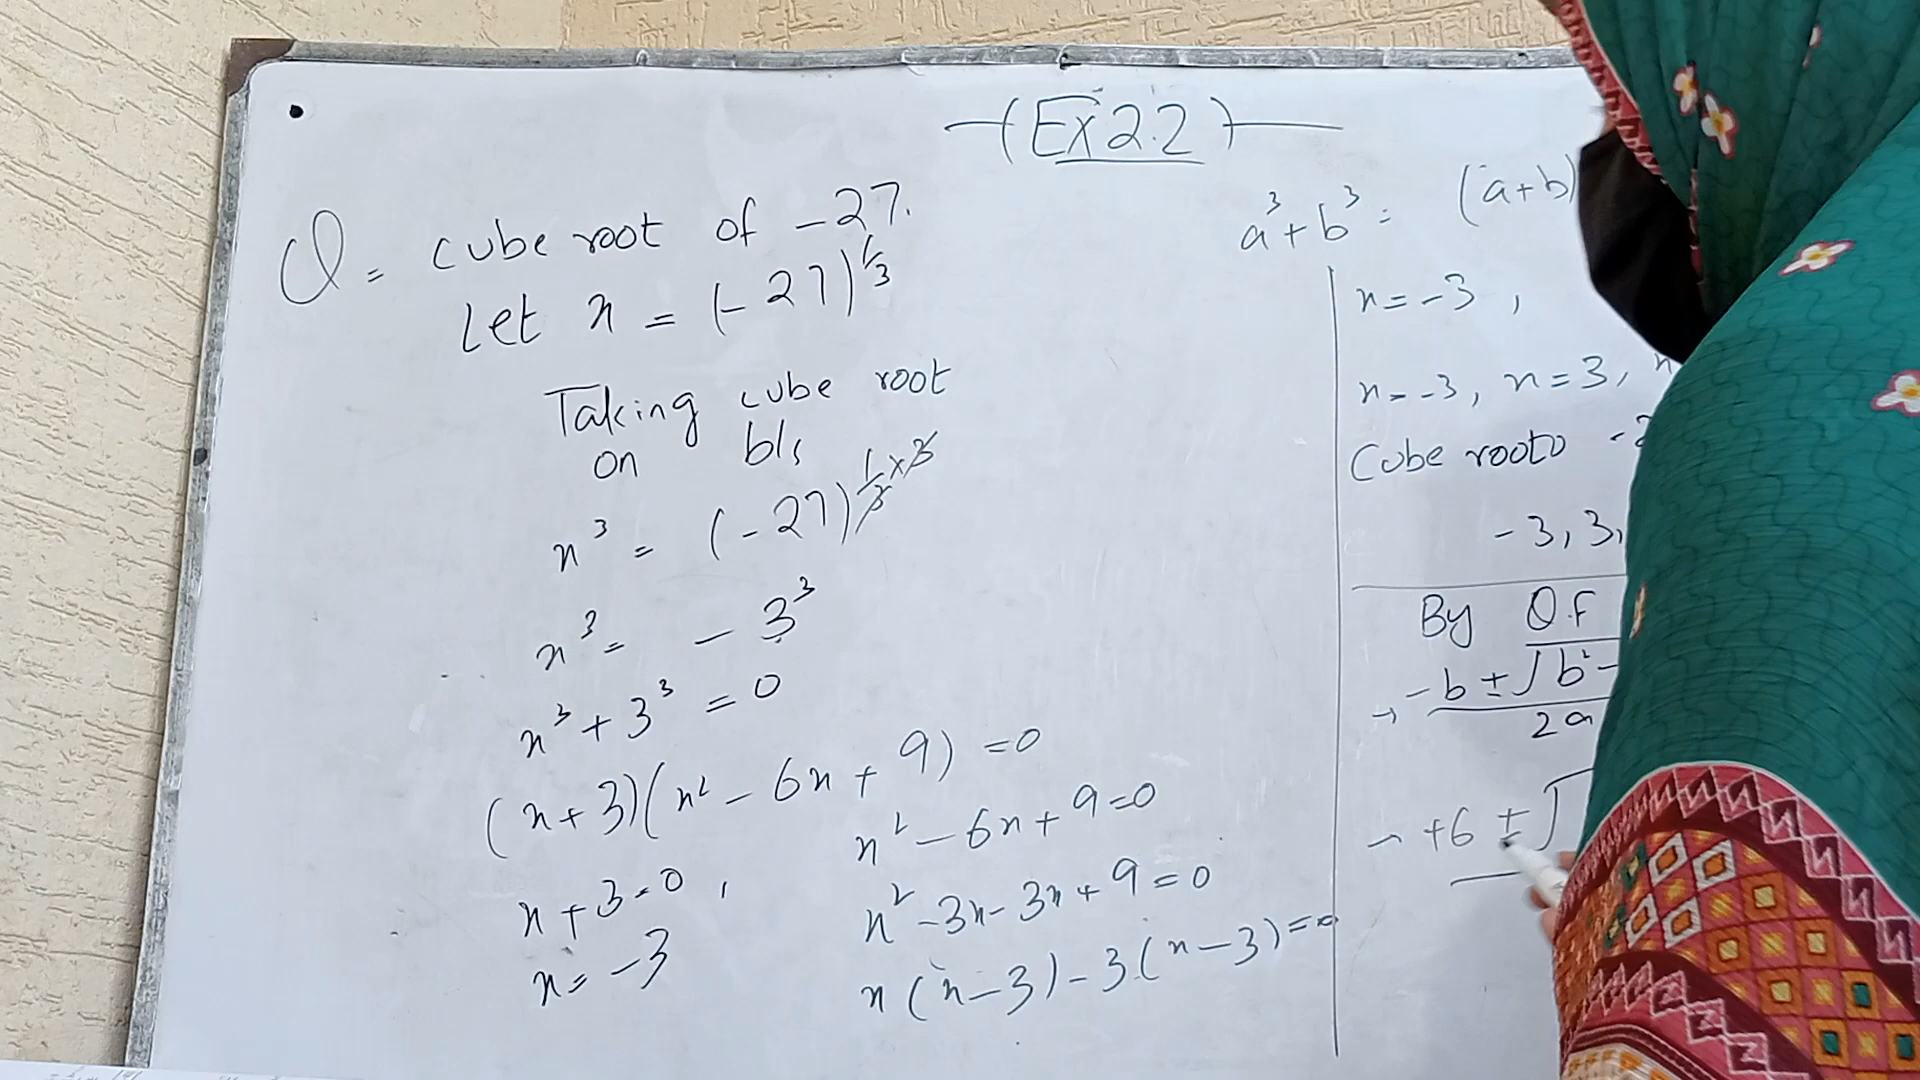 (Ex 2.2)
Q = cube root of -27.
Let x = (-27)^1/3
Taking cube root
on b/s
x^3 = (-27)^1/3×3
x^3 = -3^3
x^3 + 3^3 = 0
(x+3)(x^2 - 6x + 9) = 0
x+3=0 ,
x = -3
x^2 - 6x + 9 = 0
x^2 - 3x - 3x + 9 = 0
x(x-3) - 3(x-3) = 0
a^3 + b^3 = (a+b)
x = -3 ,
x = -3, x = 3, x
Cube roots -2
-3, 3,
By Q.F
→ -b ± √b^2 -
2a
+6 ± √